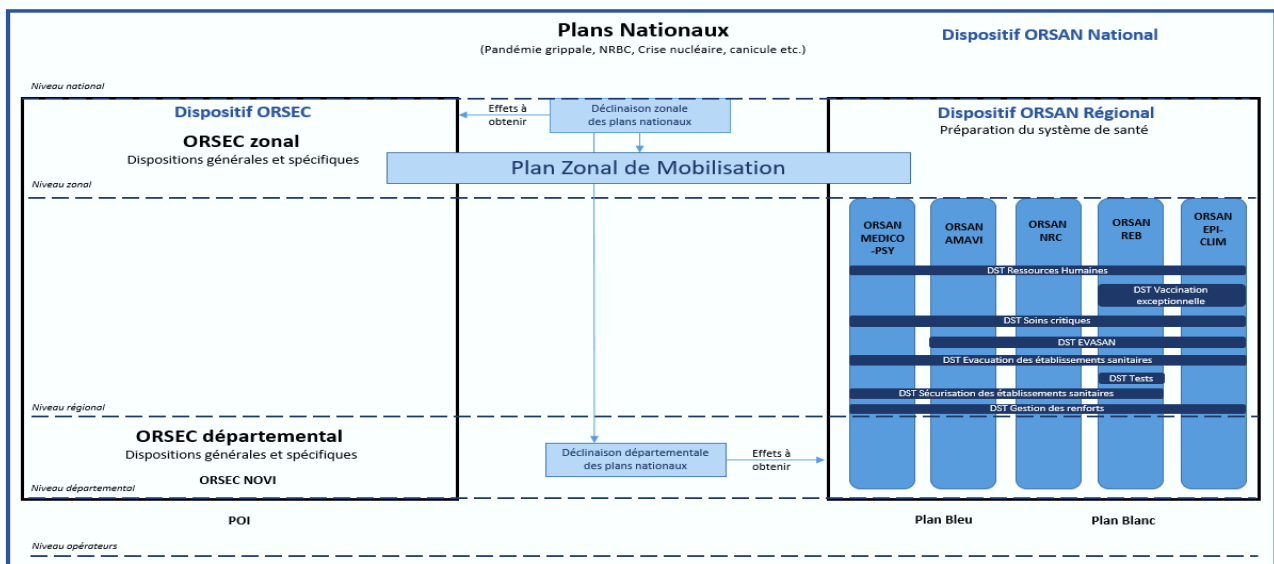 Plans Nationaux
(Pandémie grippale, NRBC, Crise nucléaire, canicule etc.)
Dispositif ORSAN National
Niveau national
Dispositif ORSEC
ORSEC zonal
Dispositions générales et spécifiques
Effets à
obtenir
Déclinaison zonale
des plans nationaux
Dispositif ORSAN Régional
Préparation du système de santé
Plan Zonal de Mobilisation
Niveau zonal
ORSAN
MEDICO
-PSY
ORSAN
AMAVI
ORSAN
NRC
ORSAN
REB
ORSAN
EPI-
CLIM
DST Ressources Humaines
DST Vaccination
exceptionnelle
DST Soins critiques
DST EVASAN
DST Evacuation des établissements sanitaires
DST Tests
DST Sécurisation des établissements sanitaires
DST Gestion des renforts
Niveau régional
ORSEC départemental
Dispositions générales et spécifiques
ORSEC NOVI
Déclinaison départementale
des plans nationaux
Effets à
obtenir
Niveau départemental
POI
Plan Bleu
Plan Blanc
Niveau opérateurs